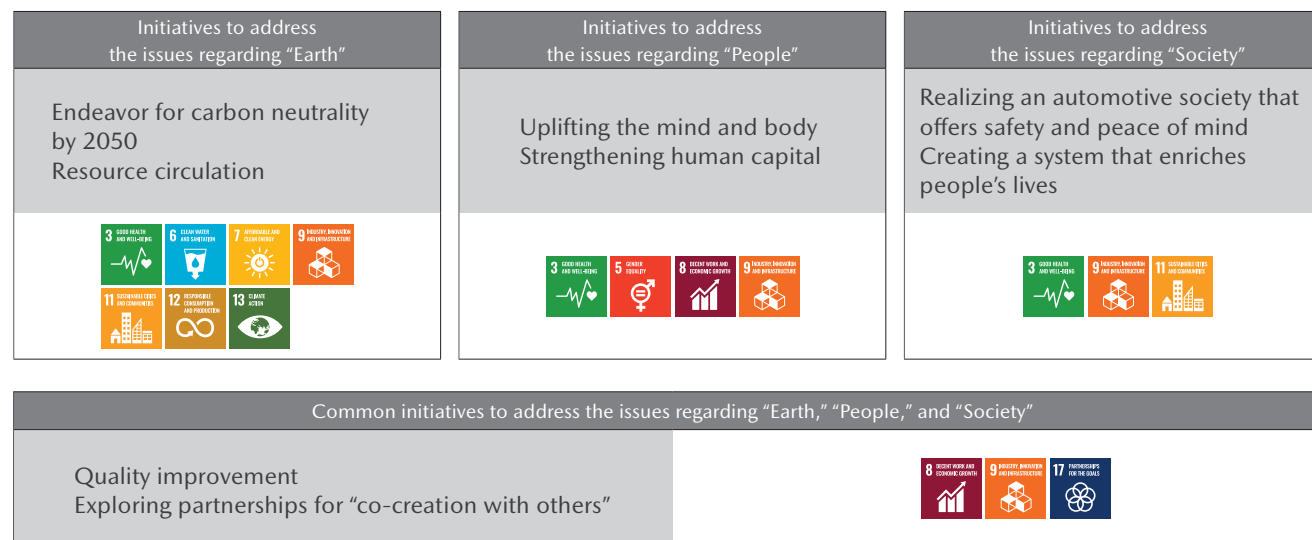 Initiatives to address
the issues regarding “Earth”
Endeavor for carbon neutrality
by 2050
Resource circulation
3 GOOD HEALTH
AND WELL-BEING
6 CLEAN WATER
AND SANITATION
7 AFFORDABLE AND
CLEAN ENERGY
9 INDUSTRY, INNOVATION
AND INFRASTRUCTURE
11 SUSTAINABLE CITIES
AND COMMUNITIES
12 RESPONSIBLE
CONSUMPTION
AND PRODUCTION
13 CLIMATE
ACTION
Initiatives to address
the issues regarding “People”
Uplifting the mind and body
Strengthening human capital
3 GOOD HEALTH
AND WELL-BEING
5 GENDER
EQUALITY
8 DECENT WORK AND
ECONOMIC GROWTH
9 INDUSTRY, INNOVATION
AND INFRASTRUCTURE
Initiatives to address
the issues regarding “Society”
Realizing an automotive society that
offers safety and peace of mind
Creating a system that enriches
people’s lives
3 GOOD HEALTH
AND WELL-BEING
9 INDUSTRY, INNOVATION
AND INFRASTRUCTURE
11 SUSTAINABLE CITIES
AND COMMUNITIES
Common initiatives to address the issues regarding “Earth,” “People,” and “Society”
Quality improvement
Exploring partnerships for “co-creation with others”
8 DECENT WORK AND
ECONOMIC GROWTH
9 INDUSTRY, INNOVATION
AND INFRASTRUCTURE
17 PARTNERSHIPS
FOR THE GOALS